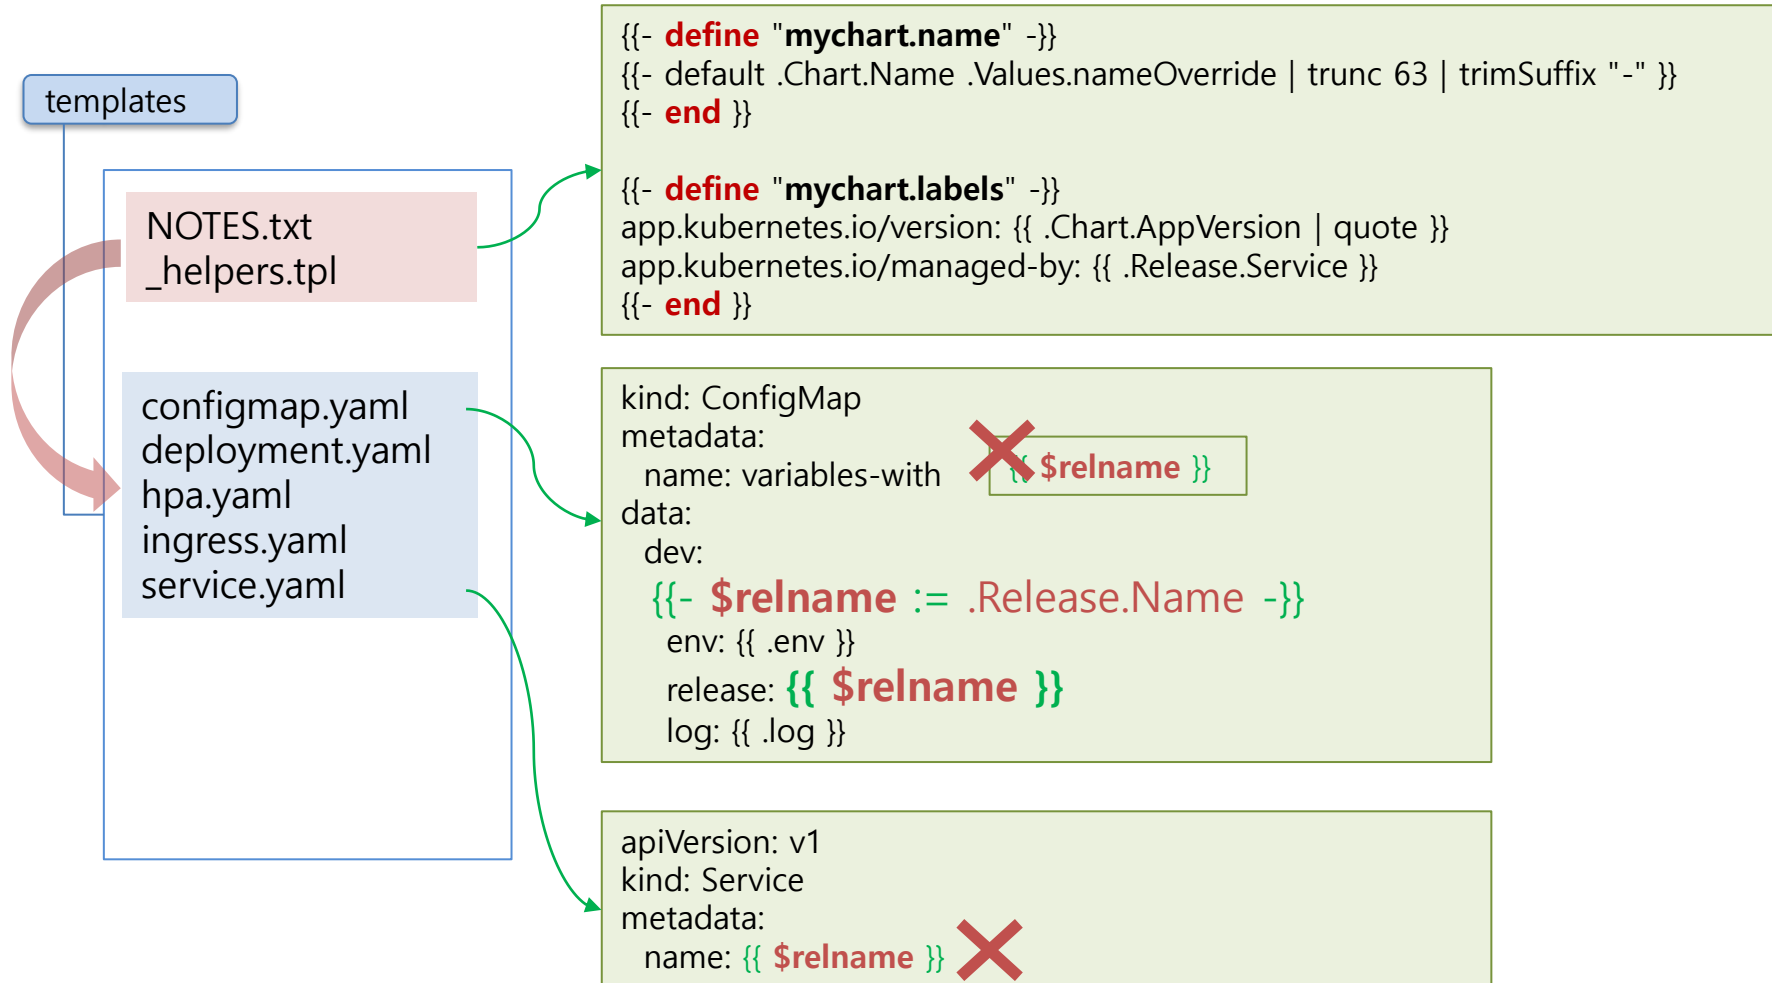 templates
NOTES.txt
_helpers.tpl
configmap.yaml
deployment.yaml
hpa.yaml
ingress.yaml
service.yaml
{{- define "mychart.name" -}}
{{- default .Chart.Name .Values.nameOverride | trunc 63 | trimSuffix "-" }}
{{- end }}
{{- define "mychart.labels" -}}
app.kubernetes.io/version: {{ .Chart.AppVersion | quote }}
app.kubernetes.io/managed-by: {{ .Release.Service }}
{{- end }}
kind: ConfigMap
metadata:
name: variables-with {{ $relname }}
data:
dev:
{{- $relname := .Release.Name -}}
env: {{ .env }}
release: {{ $relname }}
log: {{ .log }}
apiVersion: v1
kind: Service
metadata:
name: {{ $relname }}